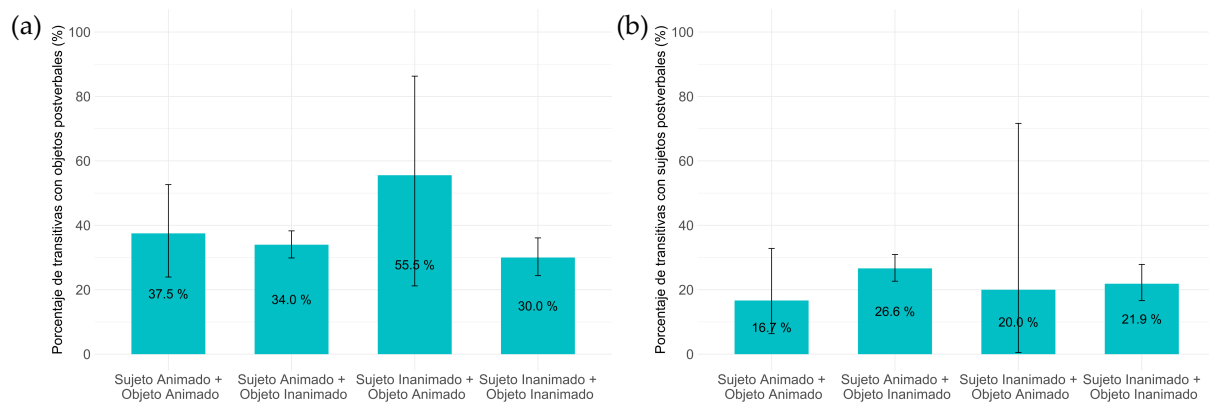 (a)
Porcentaje de transitivas con objetos postverbales (%)
100
80
60
40
20
0
37.5 %
34.0 %
55.5 %
30.0 %
Sujeto Animado +
Objeto Animado
Sujeto Animado +
Objeto Inanimado
Sujeto Inanimado +
Objeto Animado
Sujeto Inanimado +
Objeto Inanimado
(b)
Porcentaje de transitivas con sujetos postverbales (%)
100
80
60
40
20
0
16.7 %
26.6 %
20.0 %
21.9 %
Sujeto Animado +
Objeto Animado
Sujeto Animado +
Objeto Inanimado
Sujeto Inanimado +
Objeto Animado
Sujeto Inanimado +
Objeto Inanimado